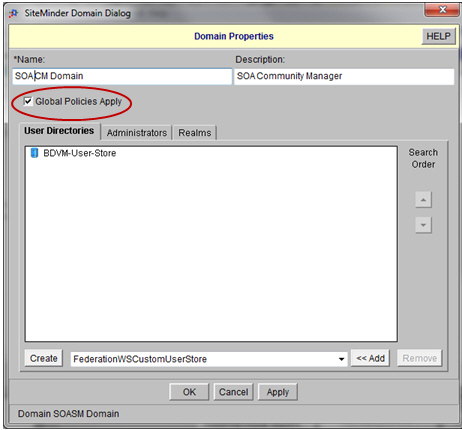 SiteMinder Domain Dialog
Domain Properties
HELP
*Name:
Description:
SOACM Domain
SOA Community Manager
Global Policies Apply
User Directories
Administrators
Realms
BDVM-User-Store
Search
Order
Create
FederationWSCustomUserStore
<< Add
Remove
OK
Cancel
Apply
Domain SOASM Domain